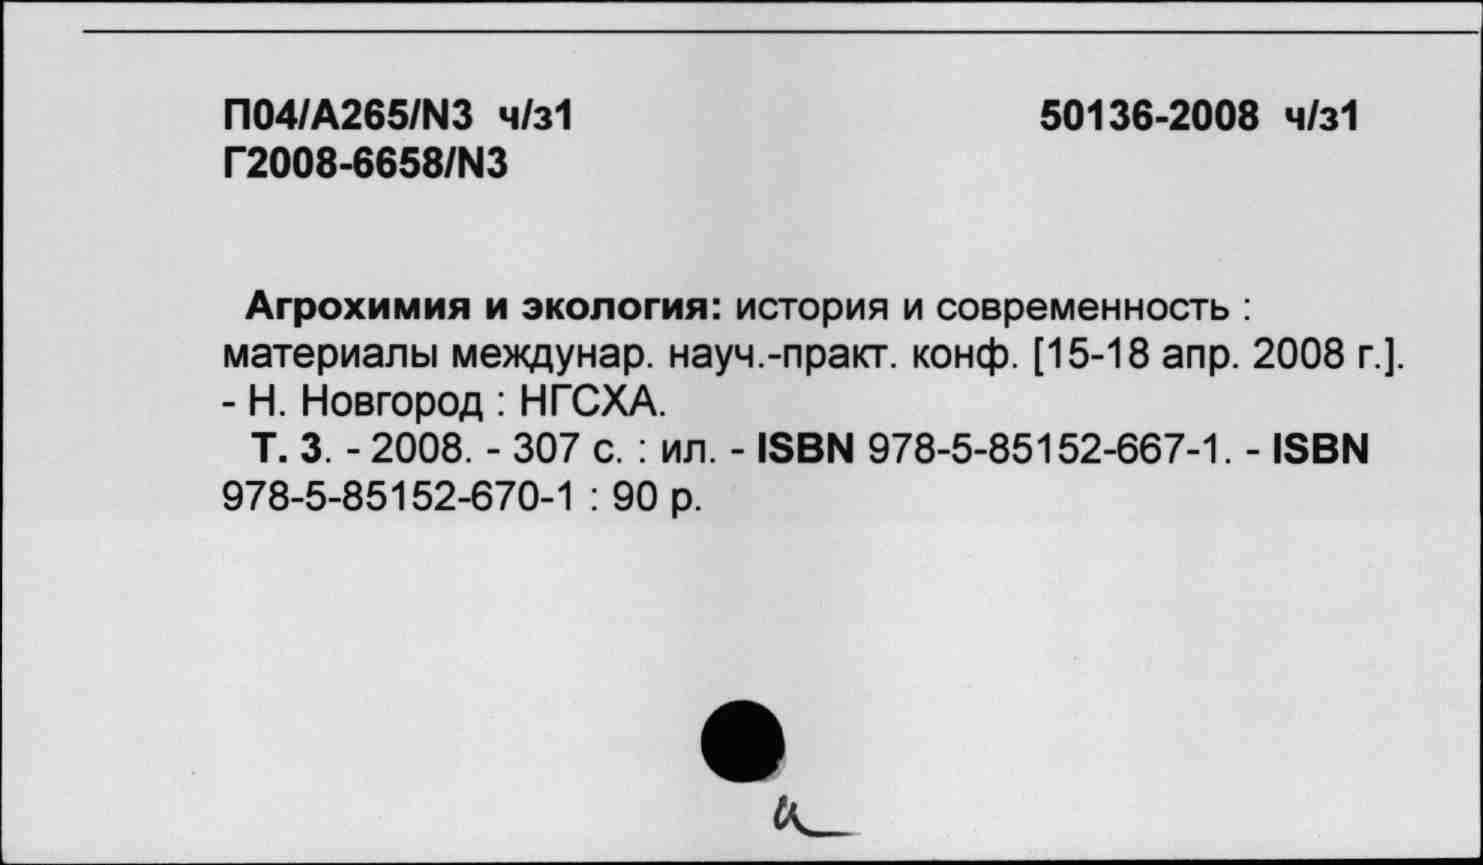 П04/А265/N3 ч/з1 50136-2008 ч/з1
Г2008-6658/N3
Агрохимия и экология: история и современность :
материалы междунар. науч.-практ. конф. [15-18 апр. 2008 г.].
- Н. Новгород : НГСХА.
Т. 3. - 2008. - 307 с. : ил. - ISBN 978-5-85152-667-1. - ISBN
978-5-85152-670-1 : 90 р.